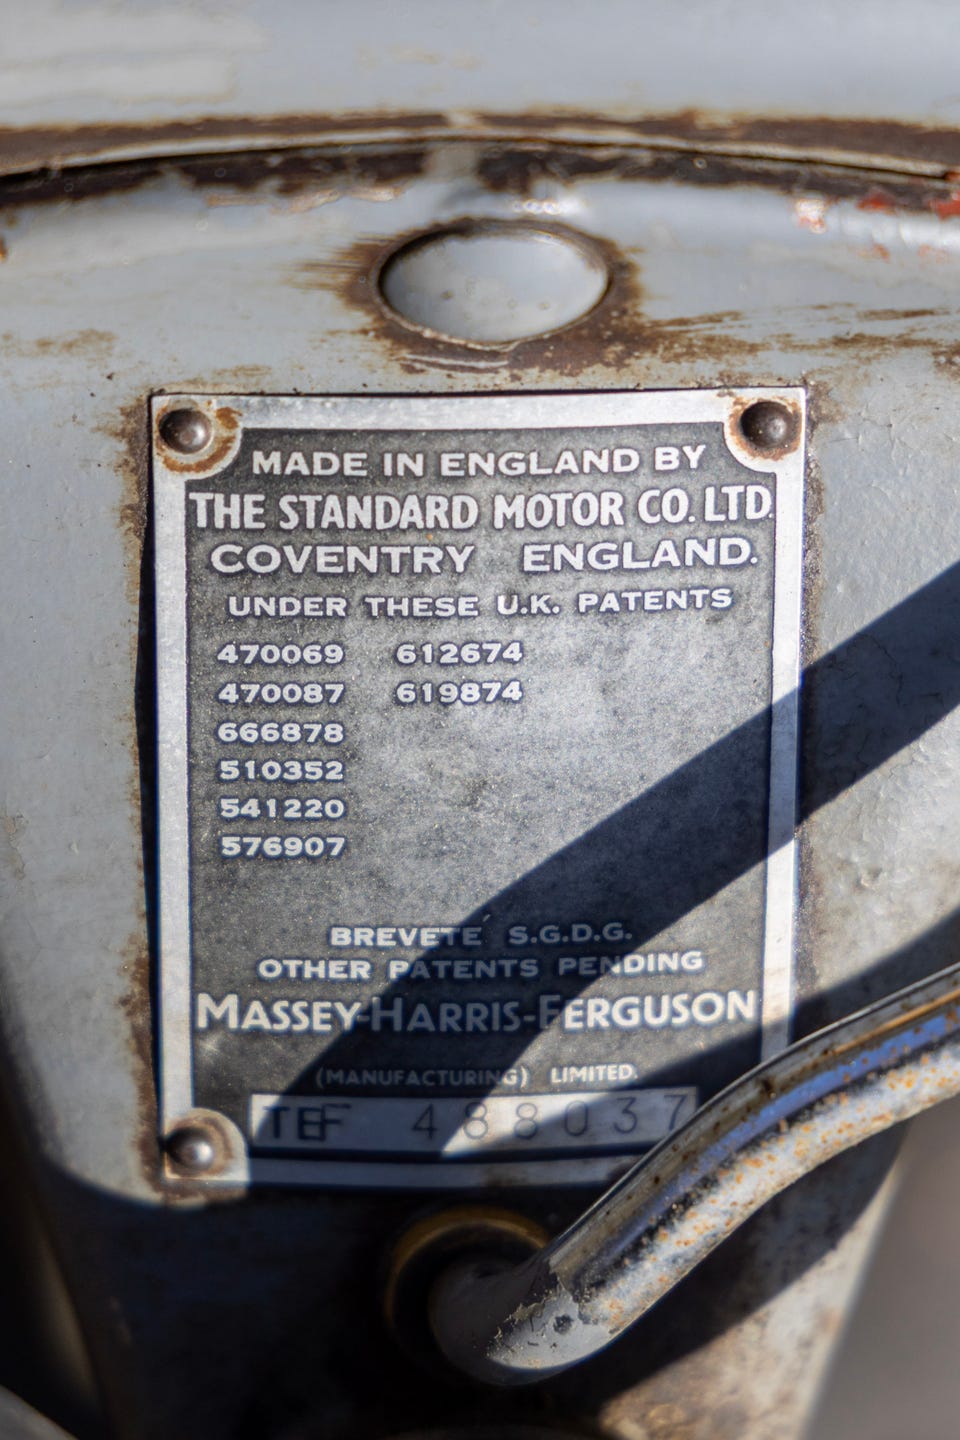 MADE IN ENGLAND BY
THE STANDARD MOTOR CO. LTD.
COVENTRY ENGLAND.
UNDER THESE U.K. PATENTS
470069 612674
470087 619874
666878
510352
541220
576907
BREVETÉ S.G.D.G.
OTHER PATENTS PENDING
MASSEY-HARRIS-FERGUSON
(MANUFACTURING) LIMITED.
TEF 488037